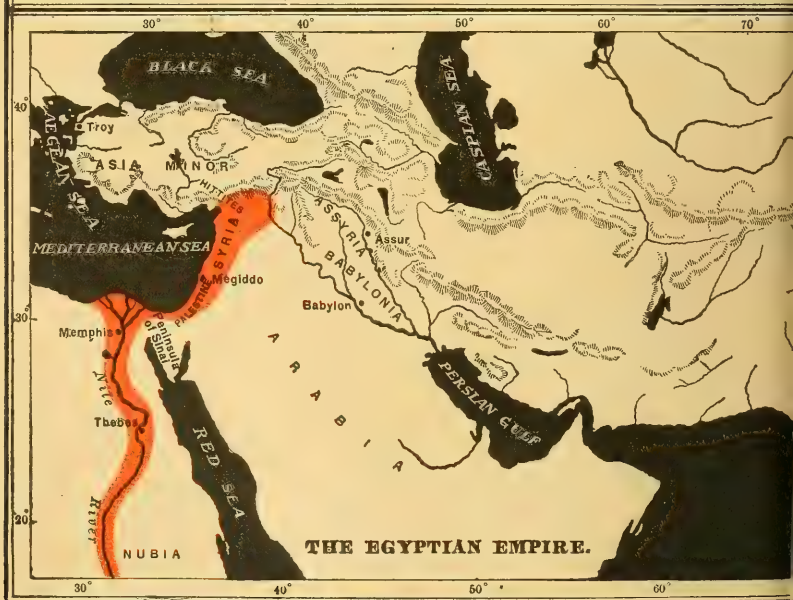 30°
40°
50°
60°
70°
BLACK SEA
CASPIAN SEA
40
AEGEAN SEA
Troy
ASIA MINOR
HITTITES
ASSYRIA
Assur
MEDITERRANEAN SEA
SYRIA
BABYLONIA
PALESTINE
Megiddo
Babylon
30
Memphis
Peninsula
of Sinai
ARABIA
PERSIAN GULF
Nile
Thebes
RED SEA
20
River
NUBIA
THE EGYPTIAN EMPIRE.
30°
40°
50°
60°